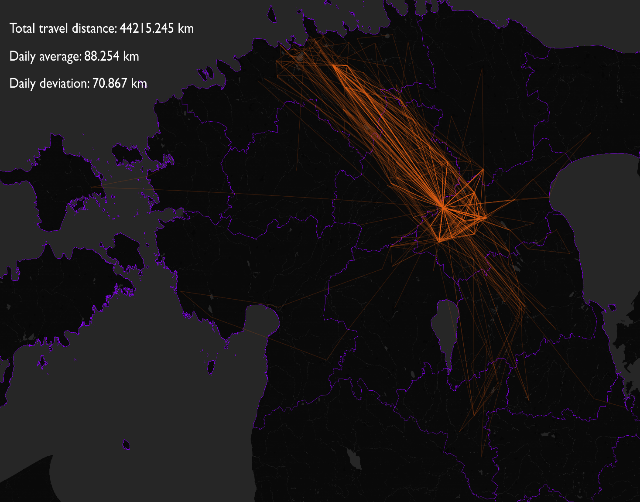 Total travel distance: 44215.245 km
Daily average: 88.254 km
Daily deviation: 70.867 km